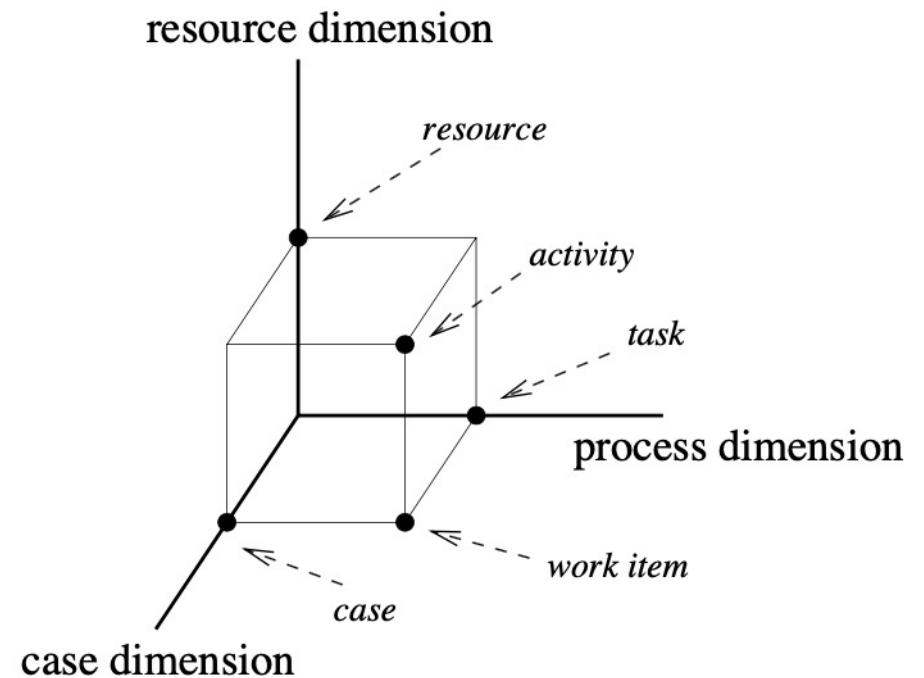 resource dimension
resource
activity
task
process dimension
work item
case
case dimension